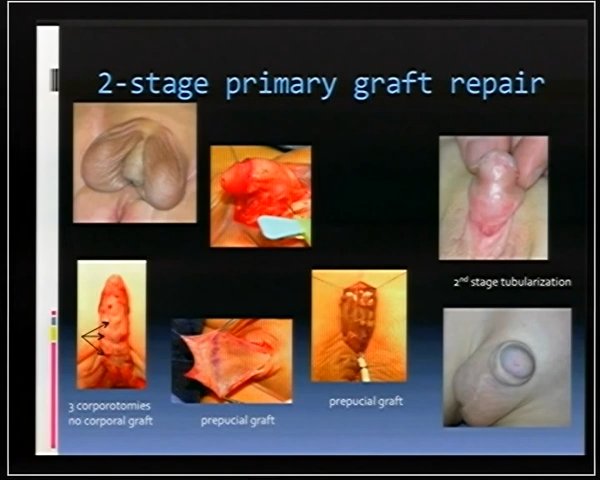 2-stage primary graft repair
2nd stage tubularization
3 corporotomies
no corporal graft
prepucial graft
prepucial graft